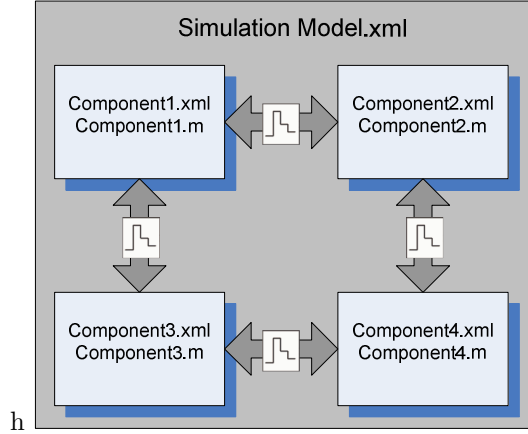 Simulation Model.xml
Component1.xml
Component1.m
Component2.xml
Component2.m
Component3.xml
Component3.m
Component4.xml
Component4.m
h